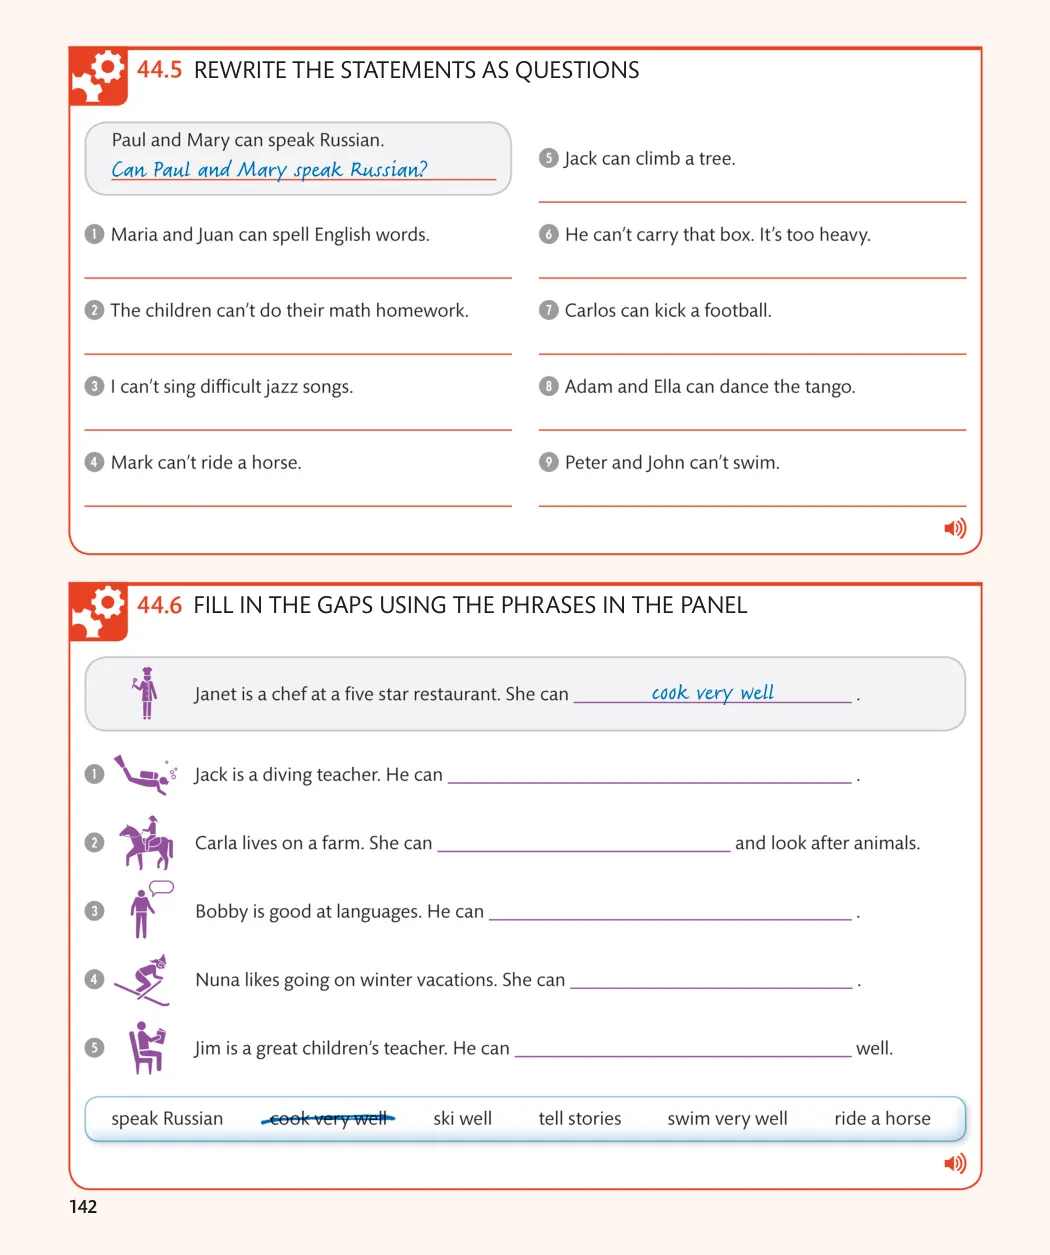 44.5 REWRITE THE STATEMENTS AS QUESTIONS
Paul and Mary can speak Russian.
Can Paul and Mary speak Russian?
1 Maria and Juan can spell English words.
2 The children can’t do their math homework.
3 I can’t sing difficult jazz songs.
4 Mark can’t ride a horse.
5 Jack can climb a tree.
6 He can’t carry that box. It’s too heavy.
7 Carlos can kick a football.
8 Adam and Ella can dance the tango.
9 Peter and John can’t swim.
44.6 FILL IN THE GAPS USING THE PHRASES IN THE PANEL
Janet is a chef at a five star restaurant. She can cook very well .
1 Jack is a diving teacher. He can .
2 Carla lives on a farm. She can and look after animals.
3 Bobby is good at languages. He can .
4 Nuna likes going on winter vacations. She can .
5 Jim is a great children’s teacher. He can well.
speak Russian cook very well ski well tell stories swim very well ride a horse
142